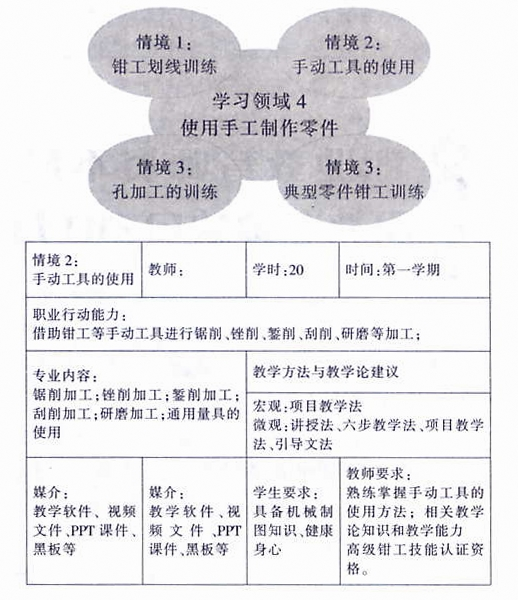 情境 1:
钳工划线训练
情境 2:
手动工具的使用
学习领域 4
使用手工制作零件
情境 3:
孔加工的训练
情境 3:
典型零件钳工训练
情境 2:
手动工具的使用
教师:
学时:20
时间:第一学期
职业行动能力:
借助钳工等手动工具进行锯削、锉削、錾削、刮削、研磨等加工;
专业内容:
锯削加工;锉削加工;錾削加工;
刮削加工;研磨加工;通用量具的
使用
教学方法与教学论建议
宏观:项目教学法
微观:讲授法、六步教学法、项目教学
法、引导文法
媒介:
教学软件、视频
文件、PPT 课件、
黑板等
媒介:
教学软件、视
频文件、PPT
课件、黑板等
学生要求:
具备机械制
图知识、健康
身心
教师要求:
熟练掌握手动工具的
使用方法；相关教学
论知识和教学能力
高级钳工技能认证资
格。